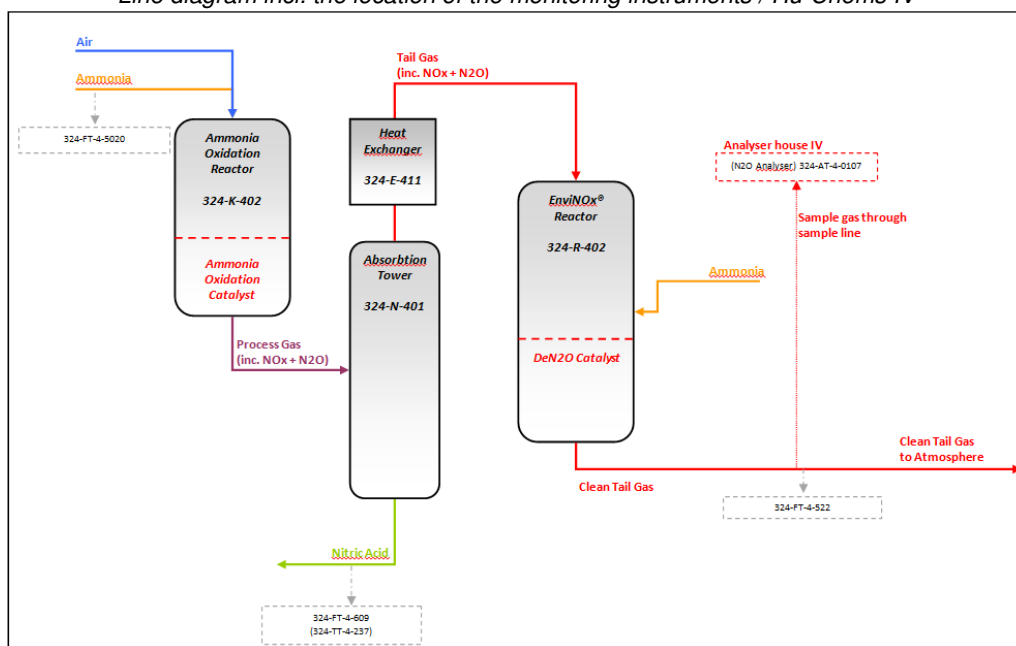 Line diagram incl. the location of the monitoring instruments / Hu-Chems IV
Air
Ammonia
324-FT-4-5020
Ammonia
Oxidation
Reactor
324-K-402
Ammonia
Oxidation
Catalyst
Process Gas
(inc. NOx + N2O)
Tail Gas
(inc. NOx + N2O)
Heat
Exchanger
324-E-411
Absorbtion
Tower
324-N-401
Nitric Acid
324-FT-4-609
(324-TT-4-237)
EnviNOx®
Reactor
324-R-402
DeN2O Catalyst
Ammonia
Analyser house IV
(N2O Analyser) 324-AT-4-0107
Sample gas through
sample line
Clean Tail Gas
Clean Tail Gas
to Atmosphere
324-FT-4-522